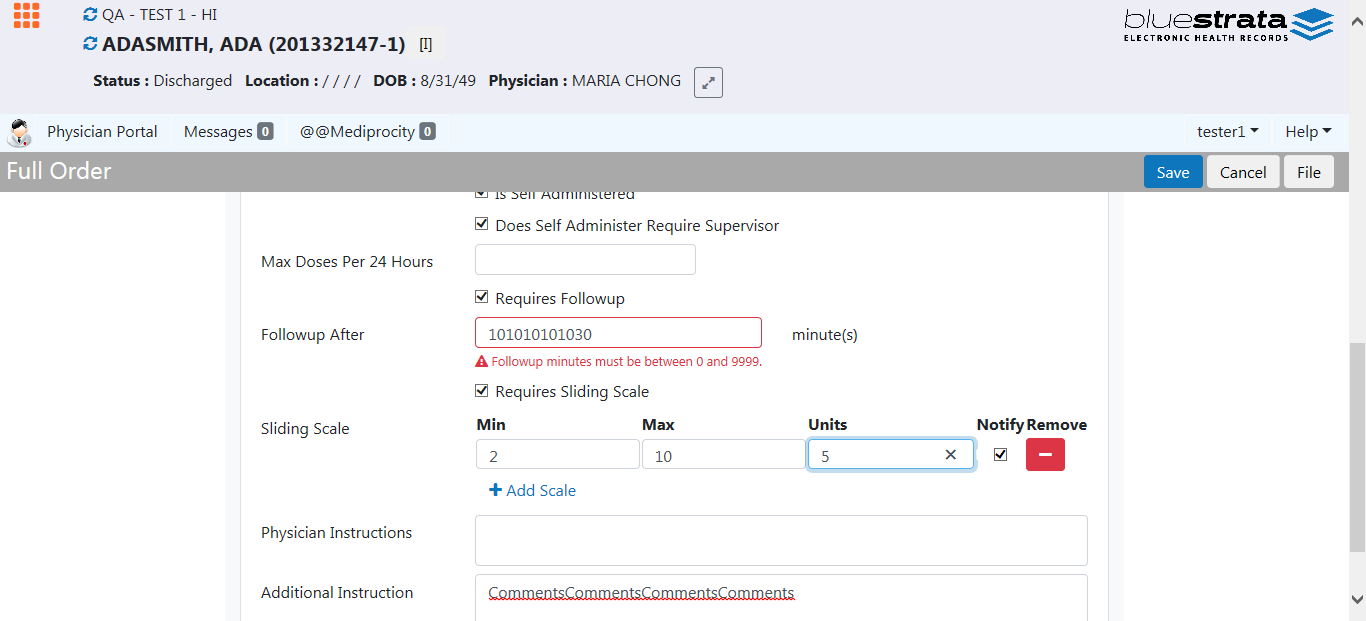 QA - TEST 1 - HI
ADASMITH, ADA (201332147-1) [I]
bluestrata
ELECTRONIC HEALTH RECORDS
Status : Discharged Location : / / / / DOB : 8/31/49 Physician : MARIA CHONG
Physician Portal Messages 0 @@Mediprocity 0 tester1 Help
Full Order Save Cancel File
Is Self Administered
Does Self Administer Require Supervisor
Max Doses Per 24 Hours
Requires Followup
Followup After 101010101030 minute(s)
Followup minutes must be between 0 and 9999.
Requires Sliding Scale
Sliding Scale Min Max Units Notify Remove
2 10 5
Add Scale
Physician Instructions
Additional Instruction CommentsCommentsCommentsComments